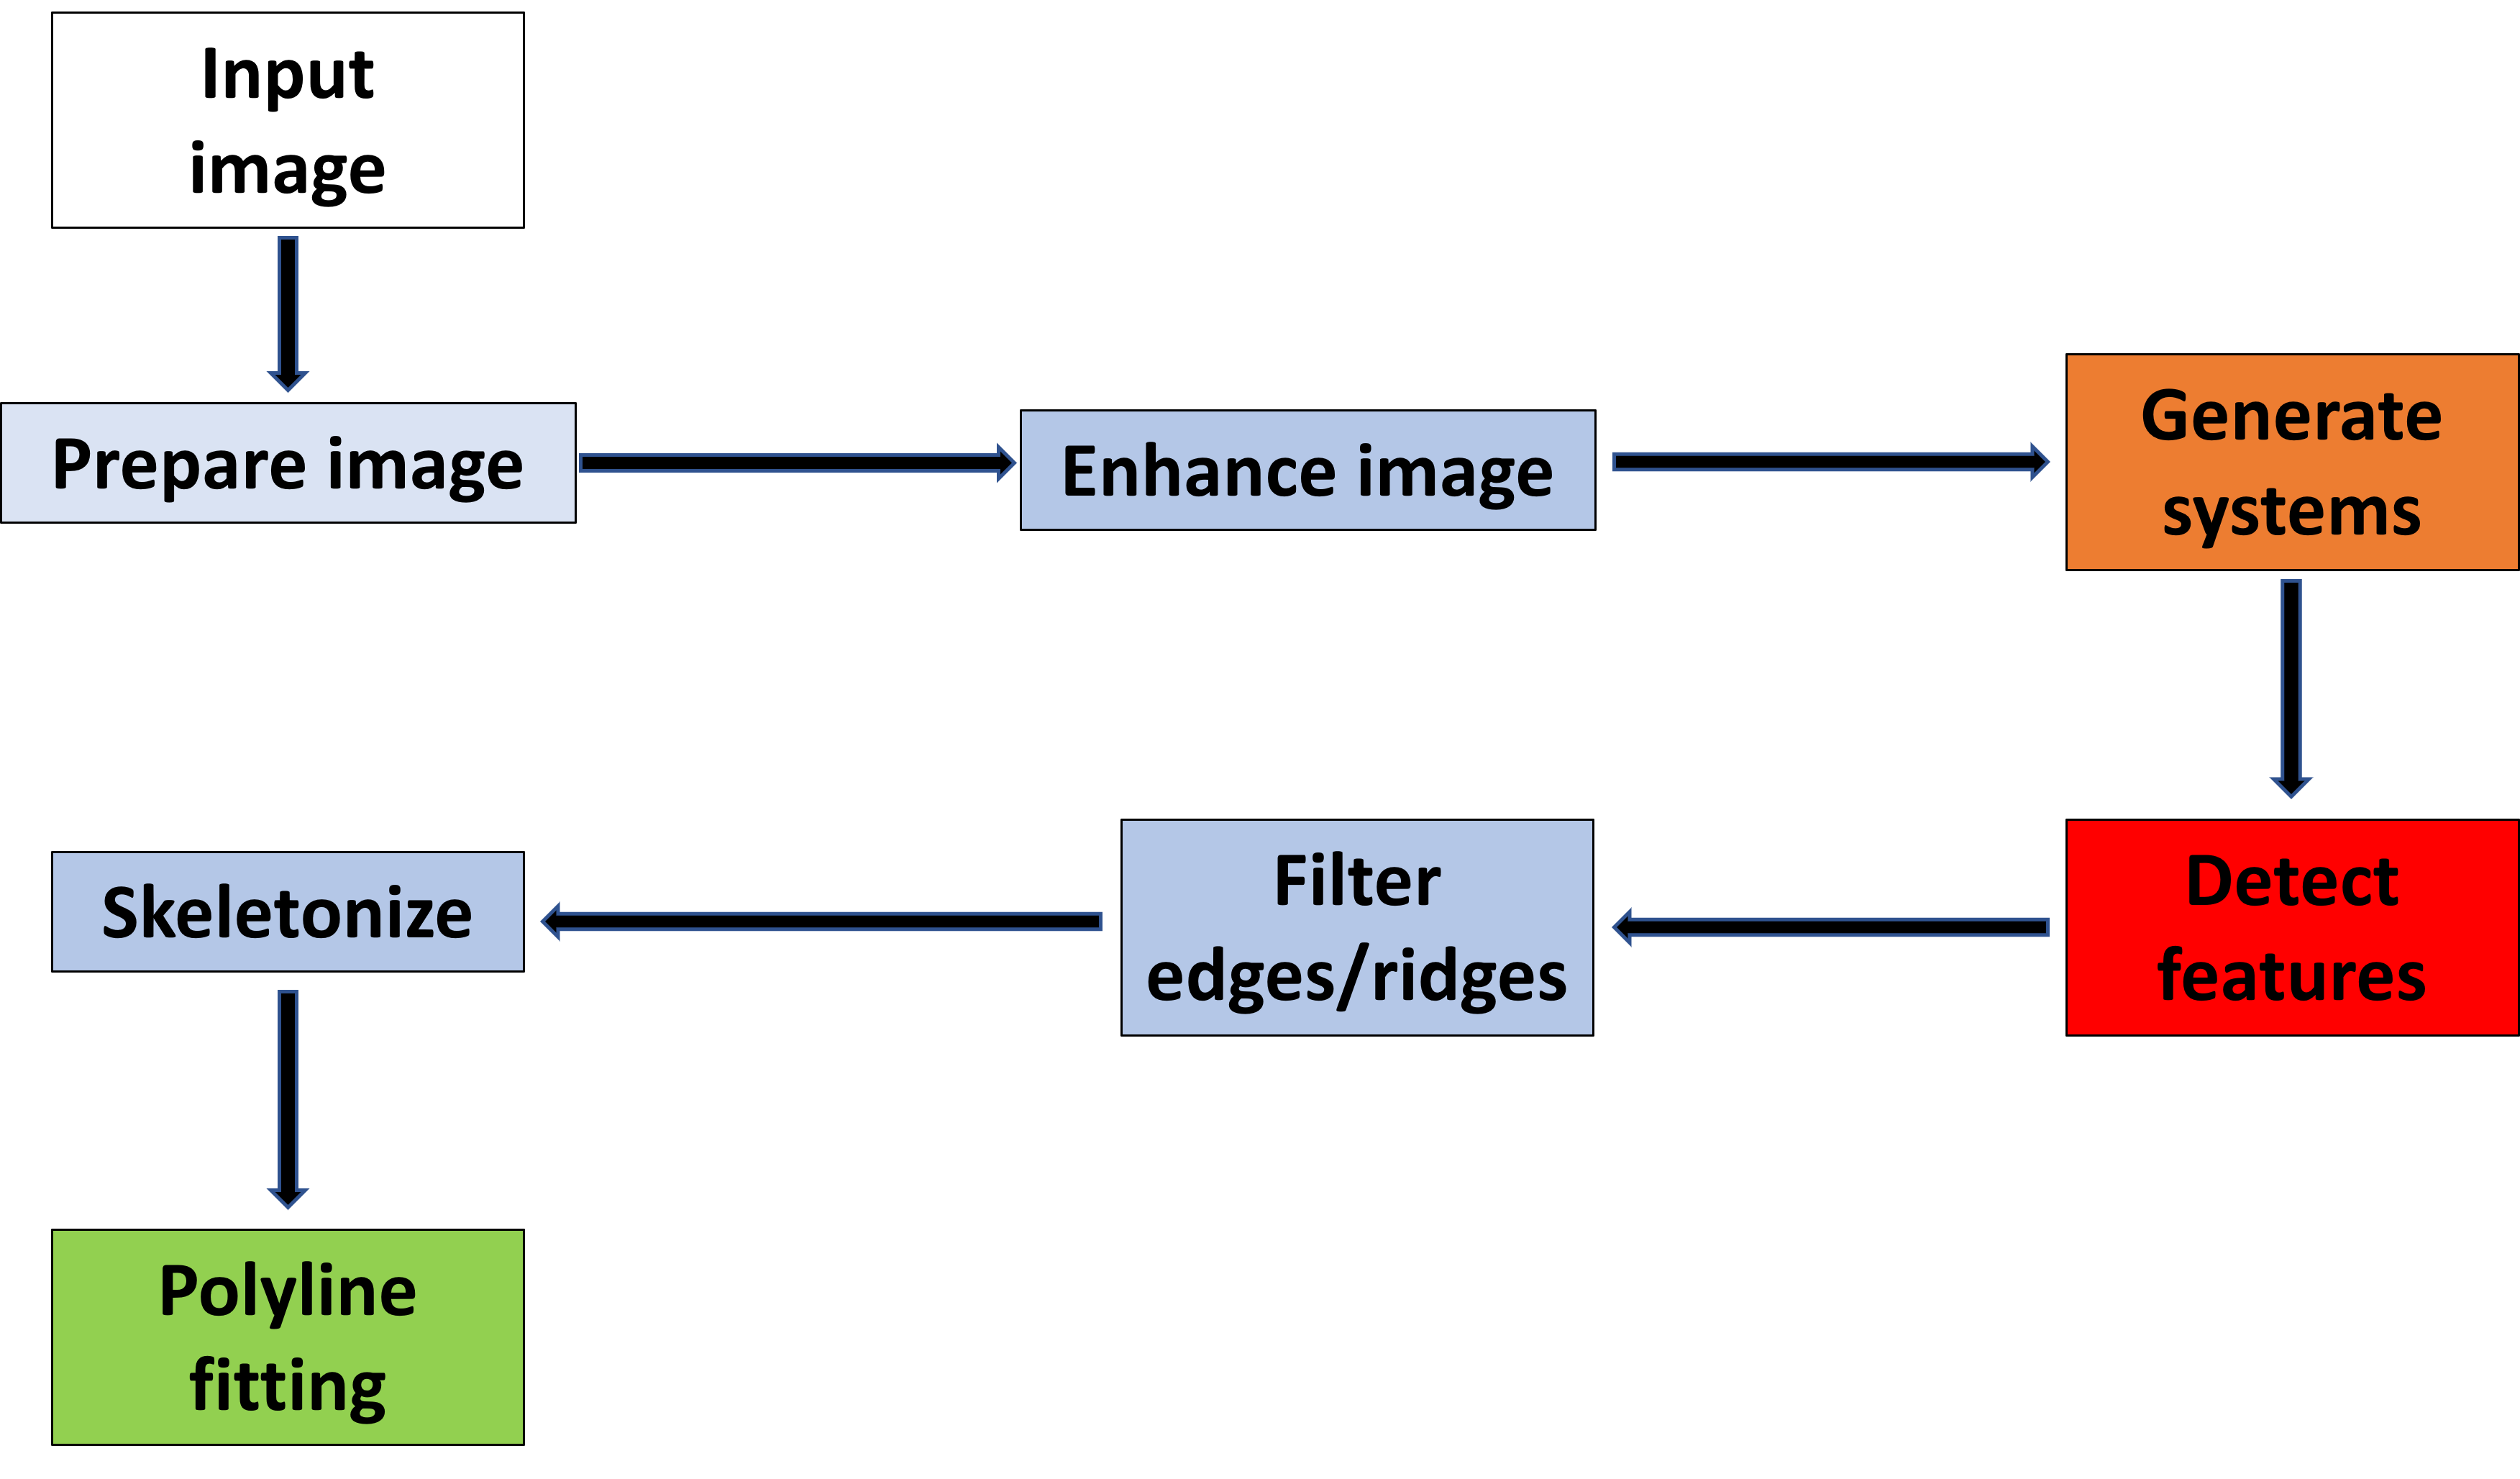 Input
image
Prepare image
Enhance image
Generate
systems
Detect
features
Filter
edges/ridges
Skeletonize
Polyline
fitting